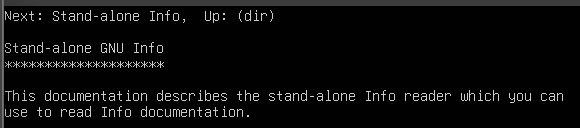 Next: Stand-alone Info,  Up: (dir)
Stand-alone GNU Info
********************
This documentation describes the stand-alone Info reader which you can
use to read Info documentation.